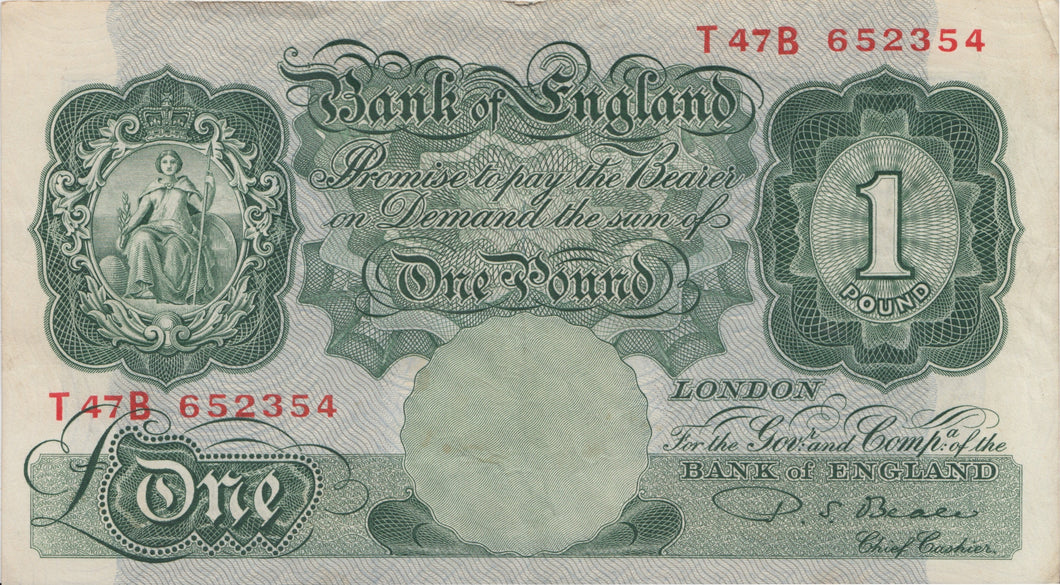 T 47B 652354
Bank of England
Promise to pay the Bearer
on Demand the sum of
One Pound
1
POUND
T 47B 652354
LONDON
For the Govr. and Compa. of the
BANK of ENGLAND
£One
P. S. Beale
Chief Cashier.